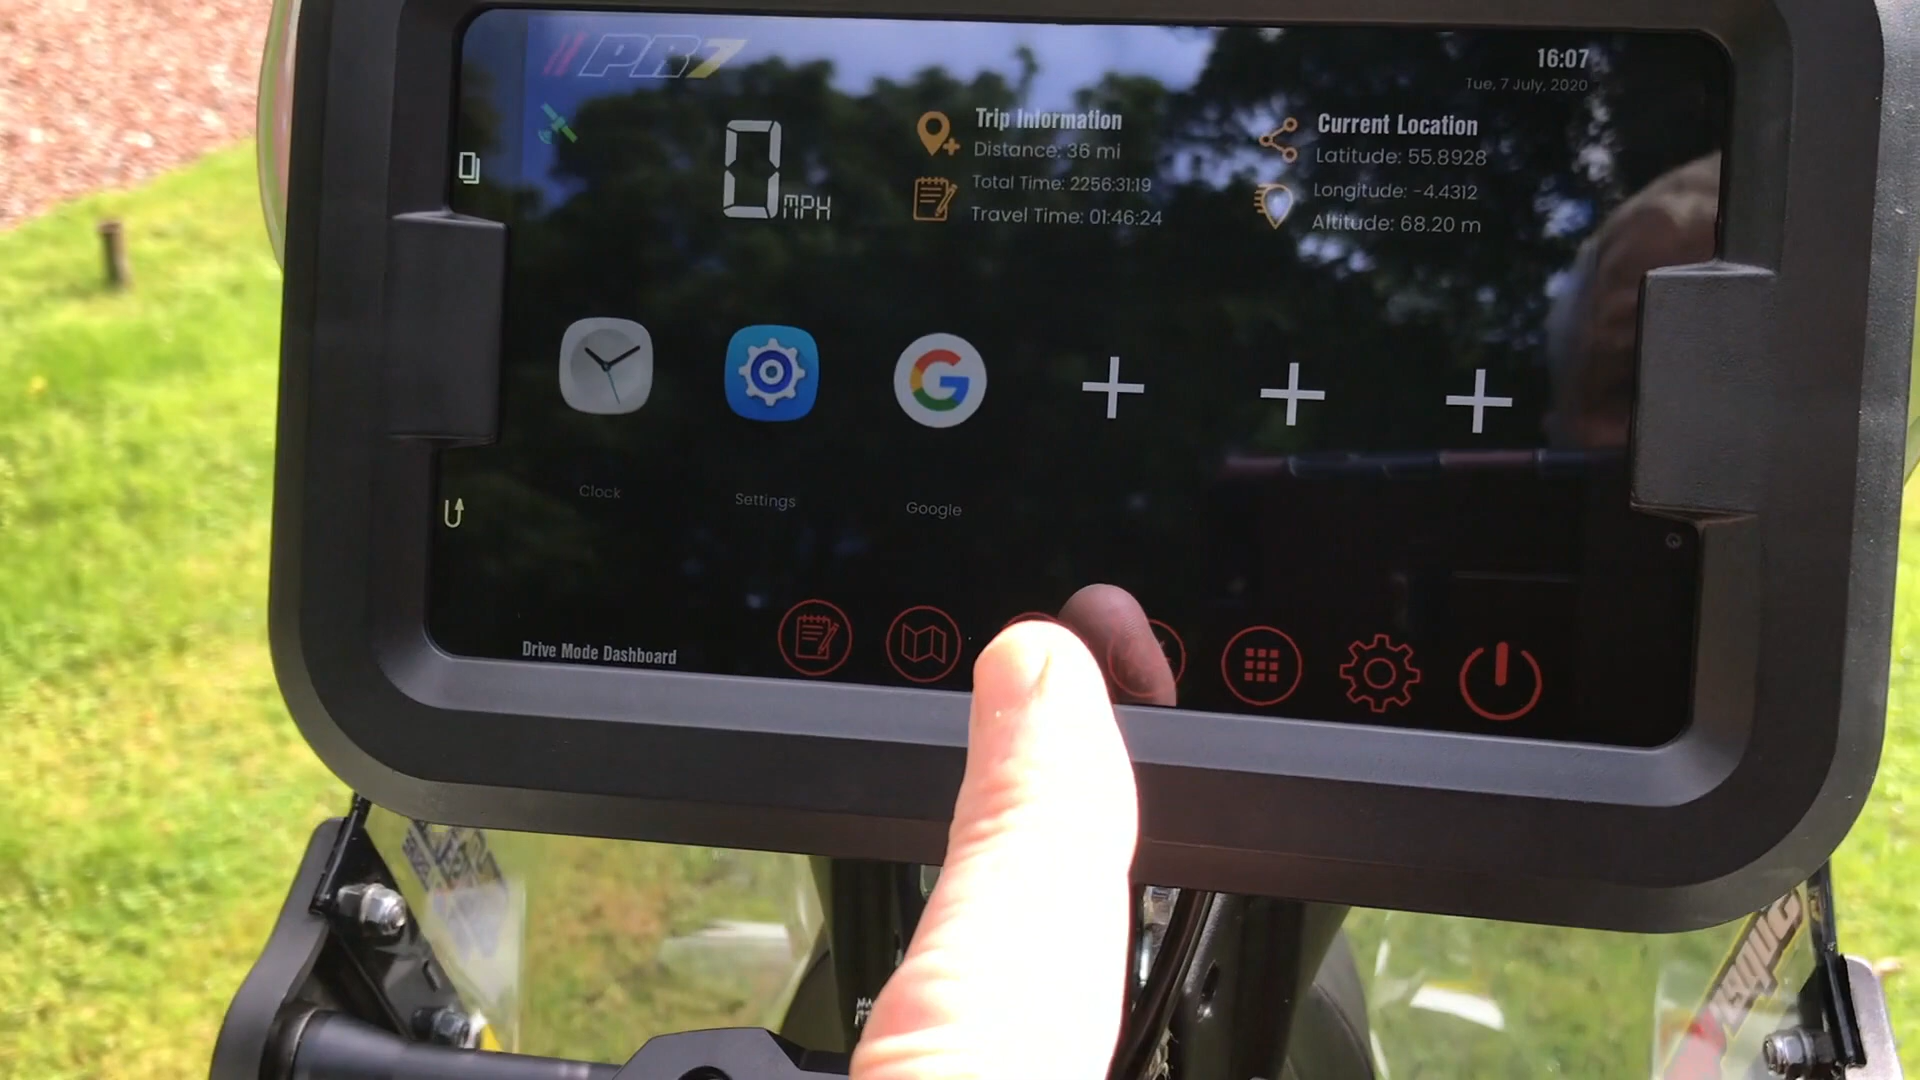 PR7
16:07
Tue, 7 July, 2020
0 MPH
Trip Information
Distance: 36 mi
Total Time: 2256:31:19
Travel Time: 01:46:24
Current Location
Latitude: 55.8928
Longitude: -4.4312
Altitude: 68.20 m
Clock
Settings
Google
Drive Mode Dashboard